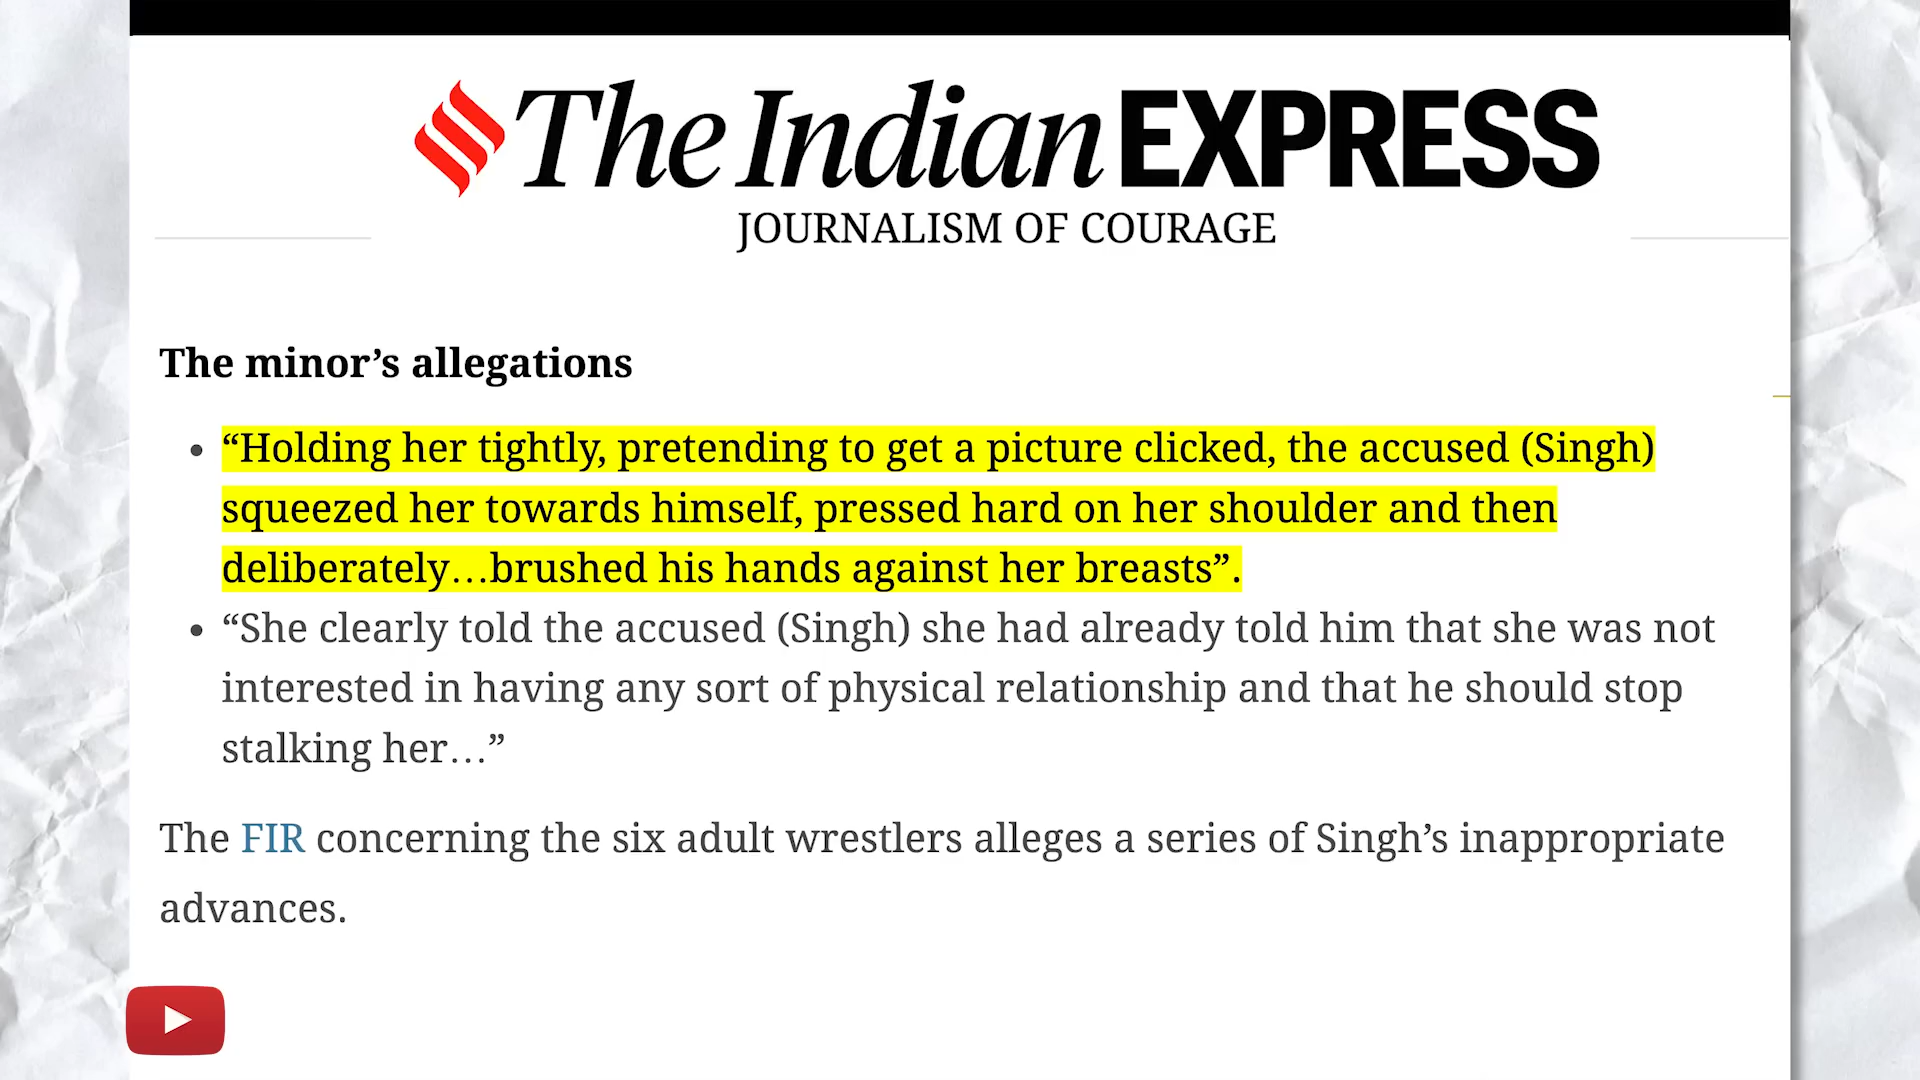 The Indian EXPRESS
JOURNALISM OF COURAGE
The minor’s allegations
• “Holding her tightly, pretending to get a picture clicked, the accused (Singh)
squeezed her towards himself, pressed hard on her shoulder and then
deliberately…brushed his hands against her breasts”.
• “She clearly told the accused (Singh) she had already told him that she was not
interested in having any sort of physical relationship and that he should stop
stalking her…”
The FIR concerning the six adult wrestlers alleges a series of Singh’s inappropriate
advances.